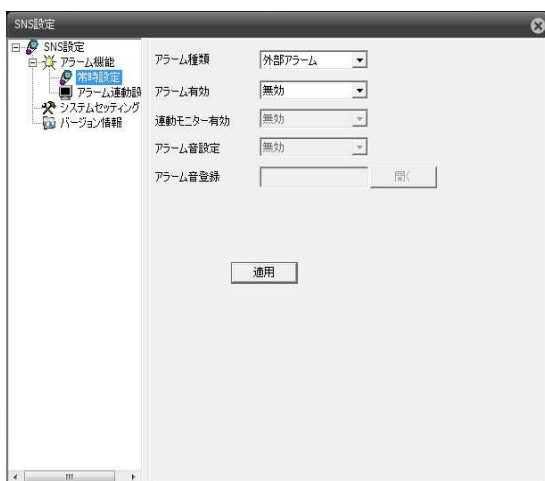 SNS設定
SNS設定
アラーム機能
常時設定
アラーム連動設
システムセッティング
バージョン情報
アラーム種類 外部アラーム
アラーム有効 無効
連動モニター有効 無効
アラーム音設定 無効
アラーム音登録 開く
適用